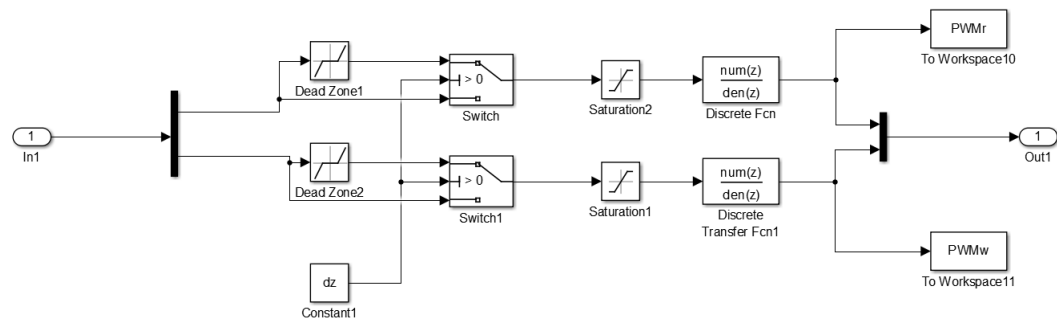 PWMr
To Workspace10
Dead Zone1
> 0
Switch
Saturation2
num(z)
den(z)
Discrete Fcn
1
In1
1
Out1
Dead Zone2
> 0
Switch1
Saturation1
num(z)
den(z)
Discrete
Transfer Fcn1
PWMw
To Workspace11
dz
Constant1